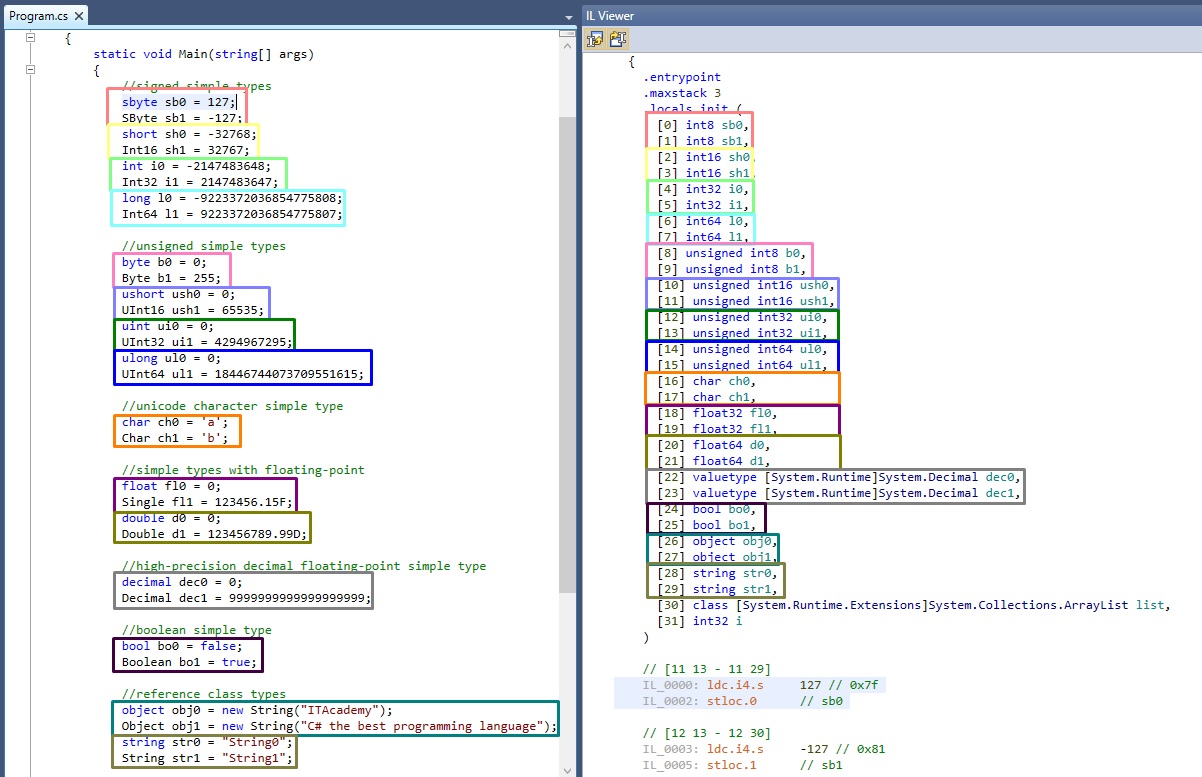 Program.cs
{
static void Main(string[] args)
{
//signed simple types
sbyte sb0 = 127;
SByte sb1 = -127;
short sh0 = -32768;
Int16 sh1 = 32767;
int i0 = -2147483648;
Int32 i1 = 2147483647;
long l0 = -9223372036854775808;
Int64 l1 = 9223372036854775807;
//unsigned simple types
byte b0 = 0;
Byte b1 = 255;
ushort ush0 = 0;
UInt16 ush1 = 65535;
uint ui0 = 0;
UInt32 ui1 = 4294967295;
ulong ul0 = 0;
UInt64 ul1 = 18446744073709551615;
//unicode character simple type
char ch0 = 'a';
Char ch1 = 'b';
//simple types with floating-point
float fl0 = 0;
Single fl1 = 123456.15F;
double d0 = 0;
Double d1 = 123456789.99D;
//high-precision decimal floating-point simple type
decimal dec0 = 0;
Decimal dec1 = 9999999999999999999;
//boolean simple type
bool bo0 = false;
Boolean bo1 = true;
//reference class types
object obj0 = new String("ITAcademy");
Object obj1 = new String("C# the best programming language");
string str0 = "String0";
String str1 = "String1";
IL Viewer
{
.entrypoint
.maxstack 3
.locals init (
[0] int8 sb0,
[1] int8 sb1,
[2] int16 sh0,
[3] int16 sh1,
[4] int32 i0,
[5] int32 i1,
[6] int64 l0,
[7] int64 l1,
[8] unsigned int8 b0,
[9] unsigned int8 b1,
[10] unsigned int16 ush0,
[11] unsigned int16 ush1,
[12] unsigned int32 ui0,
[13] unsigned int32 ui1,
[14] unsigned int64 ul0,
[15] unsigned int64 ul1,
[16] char ch0,
[17] char ch1,
[18] float32 fl0,
[19] float32 fl1,
[20] float64 d0,
[21] float64 d1,
[22] valuetype [System.Runtime]System.Decimal dec0,
[23] valuetype [System.Runtime]System.Decimal dec1,
[24] bool bo0,
[25] bool bo1,
[26] object obj0,
[27] object obj1,
[28] string str0,
[29] string str1,
[30] class [System.Runtime.Extensions]System.Collections.ArrayList list,
[31] int32 i
)
// [11 13 - 11 29]
IL_0000: ldc.i4.s 127 // 0x7f
IL_0002: stloc.0 // sb0
// [12 13 - 12 30]
IL_0003: ldc.i4.s -127 // 0x81
IL_0005: stloc.1 // sb1